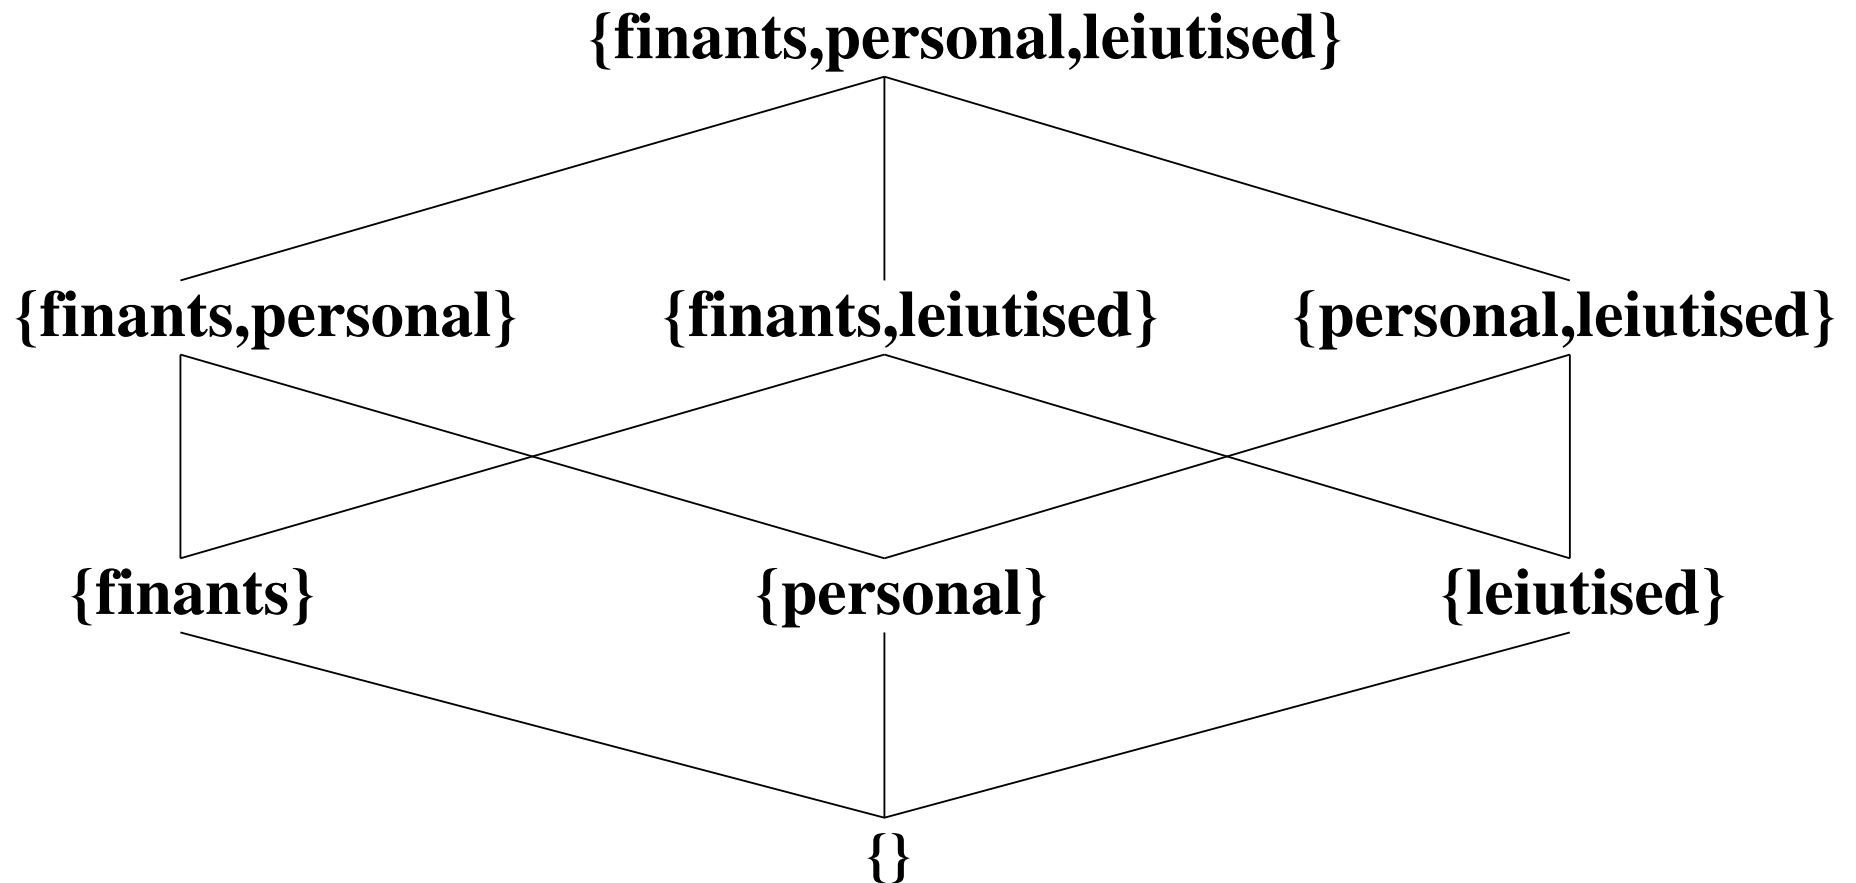 {finants,personal,leiutised}
{finants,personal} {finants,leiutised} {personal,leiutised}
{finants} {personal} {leiutised}
{}